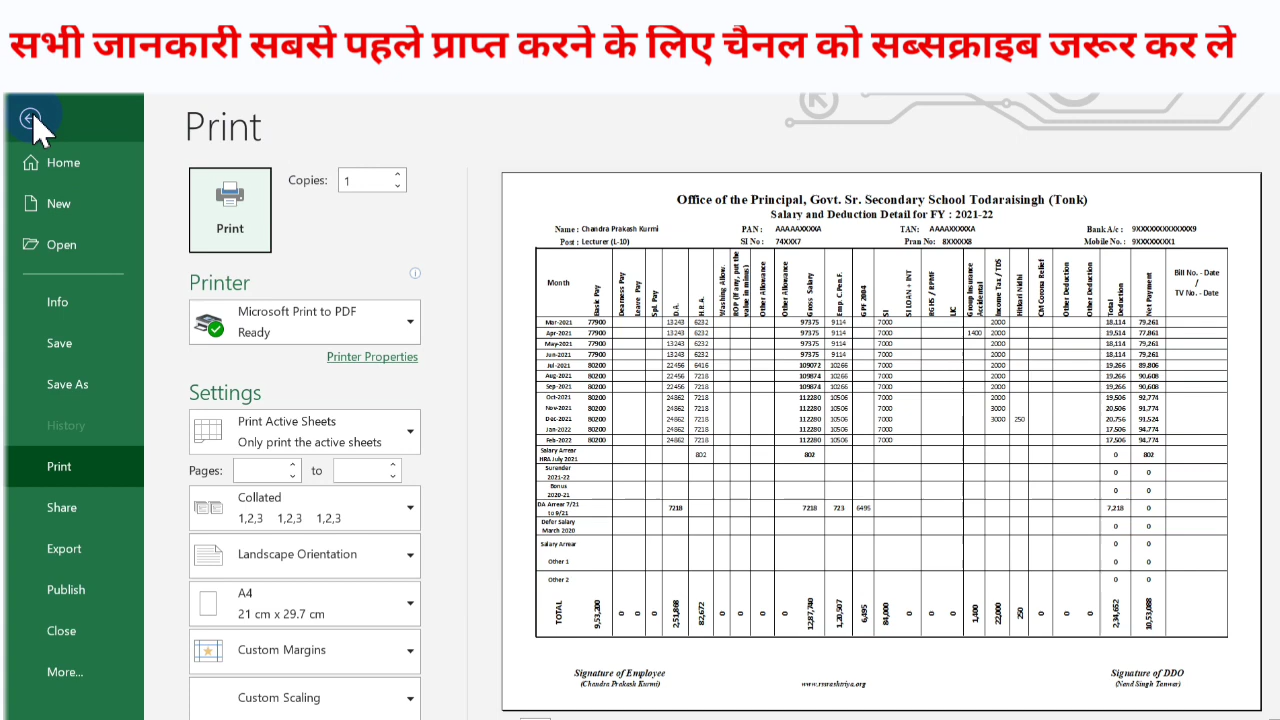 सभी जानकारी सबसे पहले प्राप्त करने के लिए चैनल को सब्सक्राइब जरूर कर ले
Print
Home
New
Open
Info
Save
Save As
History
Print
Share
Export
Publish
Close
More...
Print
Copies: 1
Printer
Microsoft Print to PDF
Ready
Printer Properties
Settings
Print Active Sheets
Only print the active sheets
Pages: to
Collated
1,2,3 1,2,3 1,2,3
Landscape Orientation
A4
21 cm x 29.7 cm
Custom Margins
Custom Scaling
Office of the Principal, Govt. Sr. Secondary School Todaraisingh (Tonk)
Salary and Deduction Detail for FY : 2021-22
Name : Chandra Prakash Kurmi PAN : AAAAAXXXXA TAN: AAAAXXXXXA Bank A/c : 9XXXXXXXXXXXX9
Post : Lecturer (L-10) SI No : 74XXX7 Pran No: 8XXXXX8 Mobile No. : 9XXXXXXXX1
Month Basic Pay Dearness Pay Leave Pay Spl. Pay D.A. H.R.A. Washing Allow. ROP (If any, put the value in minus) Other Allowance Other Allowance Gross Salary Emp. C.Pen.F. GPF 2004 SI SI LOAN + INT RGHS / RPMF LIC Group Insurance Accidental Income Tax / TDS Hitkari Nidhi CM Corona Relief Other Deduction Other Deduction Total Deduction Net Payment Bill No. - Date / TV No. - Date
Mar-2021 77900 13243 6232 97375 9114 7000 2000 18,114 79,261
Apr-2021 77900 13243 6232 97375 9114 7000 1400 2000 19,514 77,861
May-2021 77900 13243 6232 97375 9114 7000 2000 18,114 79,261
Jun-2021 77900 13243 6232 97375 9114 7000 2000 18,114 79,261
Jul-2021 80200 22456 6416 109072 10266 7000 2000 19,266 89,806
Aug-2021 80200 22456 7218 109874 10266 7000 2000 19,266 90,608
Sep-2021 80200 22456 7218 109874 10266 7000 2000 19,266 90,608
Oct-2021 80200 24862 7218 112280 10506 7000 2000 19,506 92,774
Nov-2021 80200 24862 7218 112280 10506 7000 3000 20,506 91,774
Dec-2021 80200 24862 7218 112280 10506 7000 3000 250 20,756 91,524
Jan-2022 80200 24862 7218 112280 10506 7000 17,506 94,774
Feb-2022 80200 24862 7218 112280 10506 7000 17,506 94,774
Salary Arrear HRA July 2021 802 802 0 802
Surender 2021-22 0 0
Bonus 2020-21 0 0
DA Arrear 7/21 to 9/21 7218 7218 723 6495 7,218 0
Defer Salary March 2020 0 0
Salary Arrear 0 0
Other 1 0 0
Other 2 0 0
TOTAL 9,53,200 0 0 0 2,51,868 82,672 0 0 0 0 12,87,740 1,20,507 6,495 84,000 0 0 0 1,400 22,000 250 0 0 0 2,34,652 10,53,088
Signature of Employee Signature of DDO
(Chandra Prakash Kurmi) www.rssrashtriya.org (Nand Singh Tanwar)